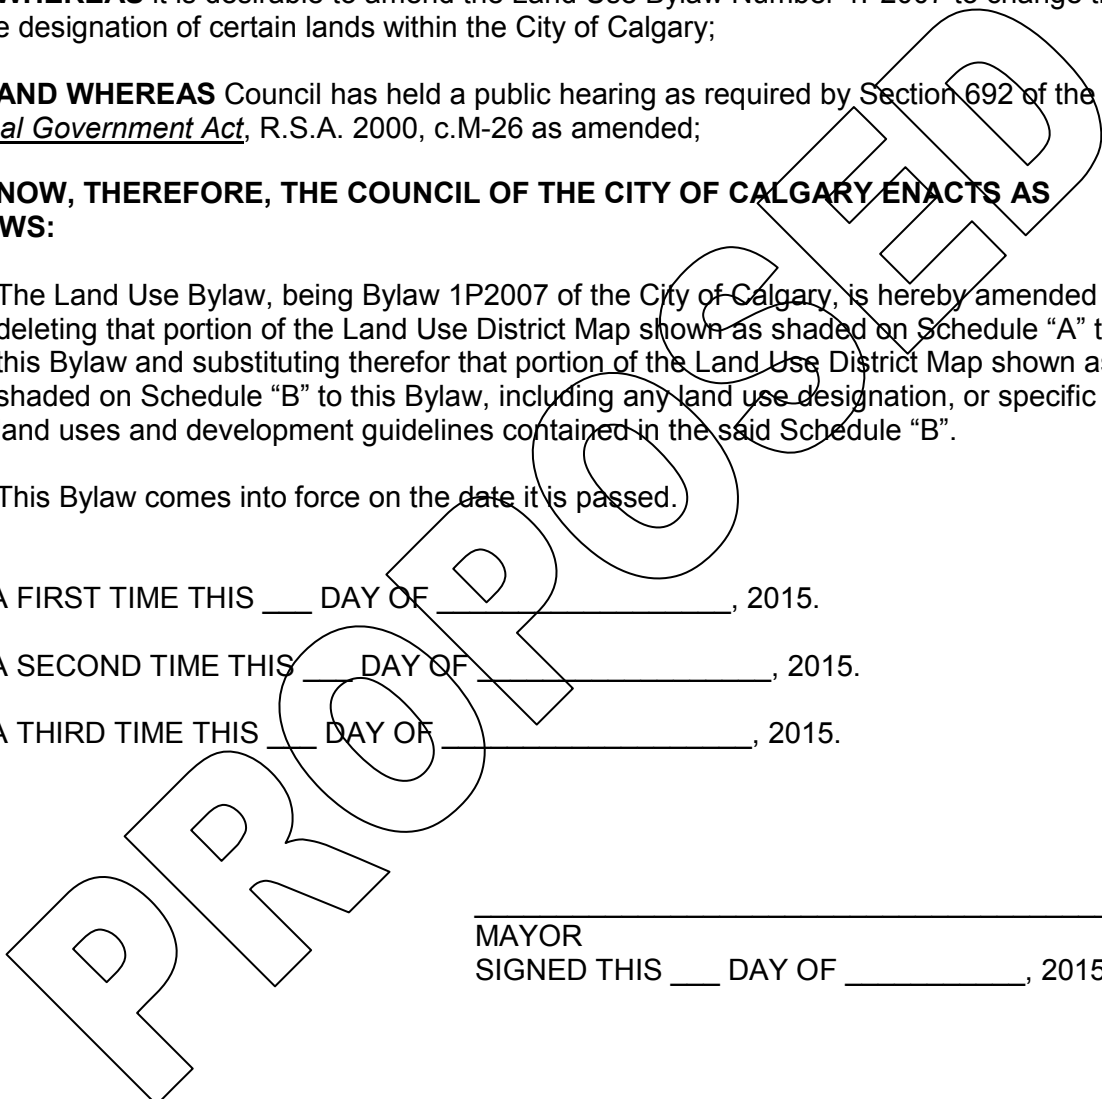 WHEREAS it is desirable to amend the Land Use Bylaw Number 1P2007 to change
e designation of certain lands within the City of Calgary;
AND WHEREAS Council has held a public hearing as required by Section 692 of the
al Government Act, R.S.A. 2000, c.M-26 as amended;
NOW, THEREFORE, THE COUNCIL OF THE CITY OF CALGARY ENACTS AS
WS:
The Land Use Bylaw, being Bylaw 1P2007 of the City of Calgary, is hereby amended
deleting that portion of the Land Use District Map shown as shaded on Schedule “A” t
this Bylaw and substituting therefor that portion of the Land Use District Map shown as
shaded on Schedule “B” to this Bylaw, including any land use designation, or specific
land uses and development guidelines contained in the said Schedule “B”.
This Bylaw comes into force on the date it is passed.
A FIRST TIME THIS ___ DAY OF __________________, 2015.
A SECOND TIME THIS ___ DAY OF __________________, 2015.
A THIRD TIME THIS ___ DAY OF ___________________, 2015.
MAYOR
SIGNED THIS ___ DAY OF ___________, 2015
PROPOSED